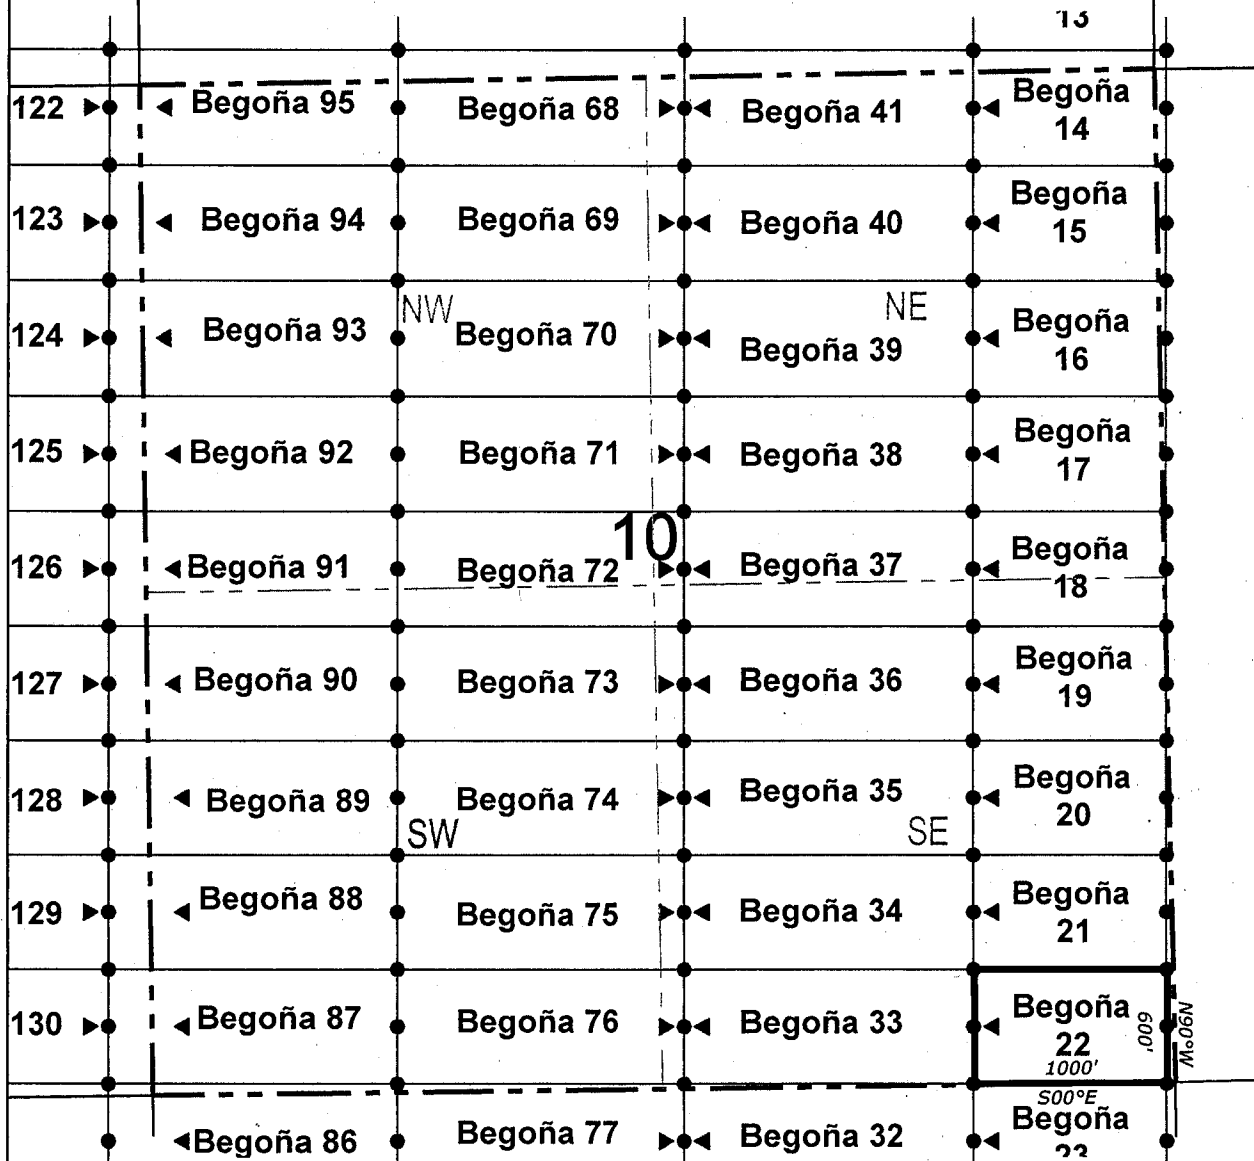 13
122 Begoña 95 Begoña 68 Begoña 41 Begoña
14
123 Begoña 94 Begoña 69 Begoña 40 Begoña
15
NW NE
124 Begoña 93 Begoña 70 Begoña 39 Begoña
16
125 Begoña 92 Begoña 71 Begoña 38 Begoña
17
10
126 Begoña 91 Begoña 72 Begoña 37 Begoña
18
127 Begoña 90 Begoña 73 Begoña 36 Begoña
19
128 Begoña 89 Begoña 74 Begoña 35 Begoña
20
SW SE
129 Begoña 88 Begoña 75 Begoña 34 Begoña
21
130 Begoña 87 Begoña 76 Begoña 33 Begoña
22
1000'
600'
N90°W
S00°E
Begoña 86 Begoña 77 Begoña 32 Begoña
23